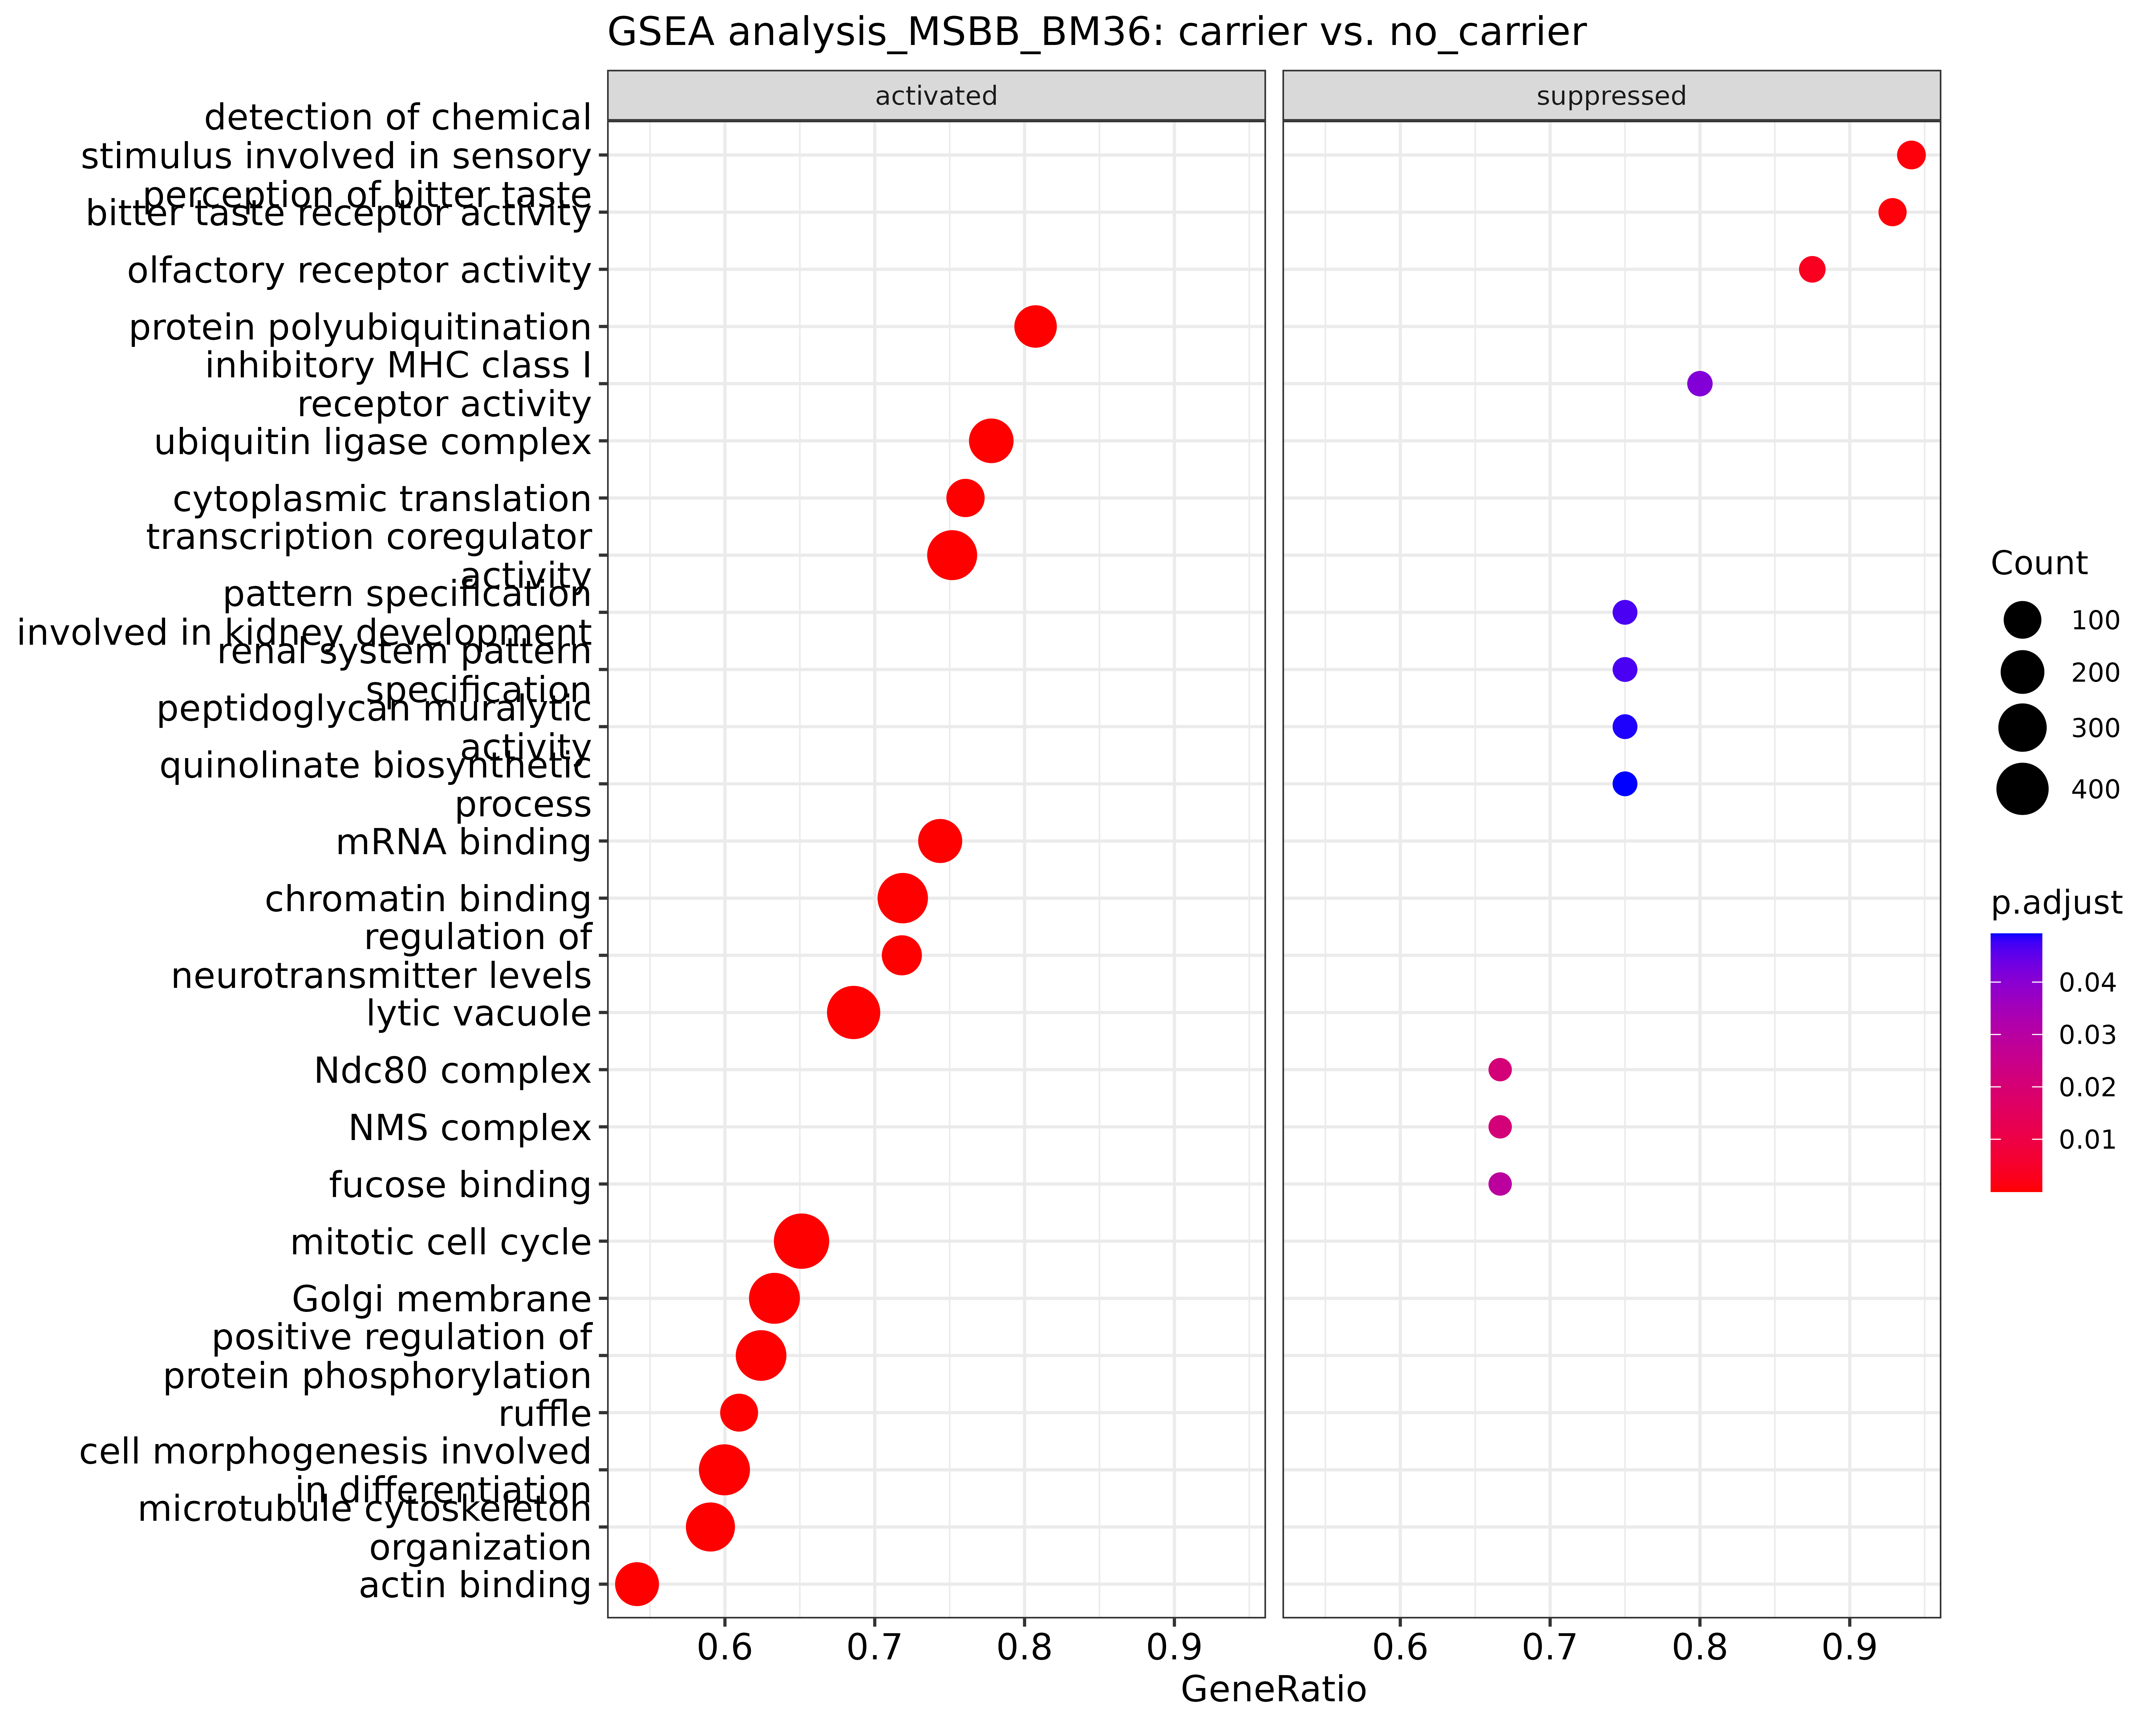 GSEA analysis_MSBB_BM36: carrier vs. no_carrier
activated
suppressed
detection of chemical
stimulus involved in sensory
perception of bitter taste
bitter taste receptor activity
olfactory receptor activity
protein polyubiquitination
inhibitory MHC class I
receptor activity
ubiquitin ligase complex
cytoplasmic translation
transcription coregulator
activity
pattern specification
involved in kidney development
renal system pattern
specification
peptidoglycan muralytic
activity
quinolinate biosynthetic
process
mRNA binding
chromatin binding
regulation of
neurotransmitter levels
lytic vacuole
Ndc80 complex
NMS complex
fucose binding
mitotic cell cycle
Golgi membrane
positive regulation of
protein phosphorylation
ruffle
cell morphogenesis involved
in differentiation
microtubule cytoskeleton
organization
actin binding
0.6 0.7 0.8 0.9
0.6 0.7 0.8 0.9
GeneRatio
Count
100
200
300
400
p.adjust
0.04
0.03
0.02
0.01